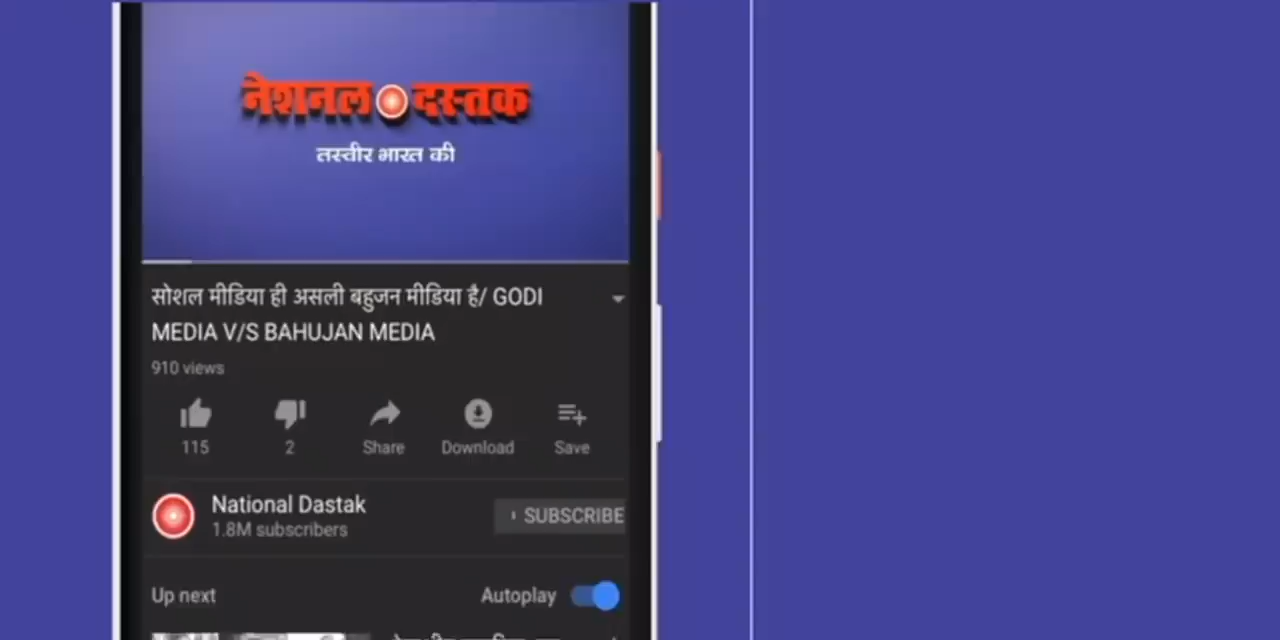 नेशनल दस्तक
तस्वीर भारत की
सोशल मीडिया ही असली बहुजन मीडिया है/ GODI
MEDIA V/S BAHUJAN MEDIA
910 views
115
2
Share
Download
Save
National Dastak
1.8M subscribers
SUBSCRIBE
Up next
Autoplay